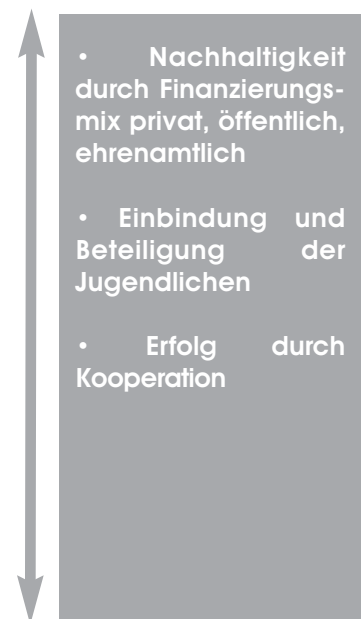 • Nachhaltigkeit
durch Finanzierungs-
mix privat, öffentlich,
ehrenamtlich
• Einbindung und
Beteiligung der
Jugendlichen
• Erfolg durch
Kooperation